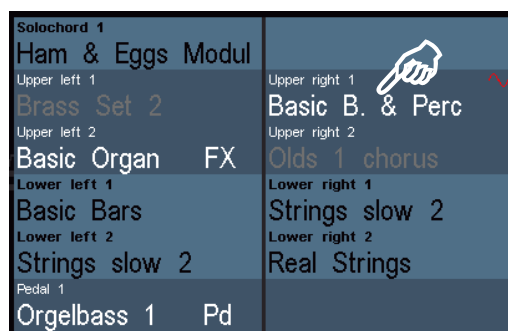 Solochord 1
Ham & Eggs Modul
Upper left 1
Brass Set 2
Upper right 1
Basic B. & Perc
Upper left 2
Basic Organ FX
Upper right 2
Olds 1 chorus
Lower left 1
Basic Bars
Lower right 1
Strings slow 2
Lower left 2
Strings slow 2
Lower right 2
Real Strings
Pedal 1
Orgelbass 1 Pd